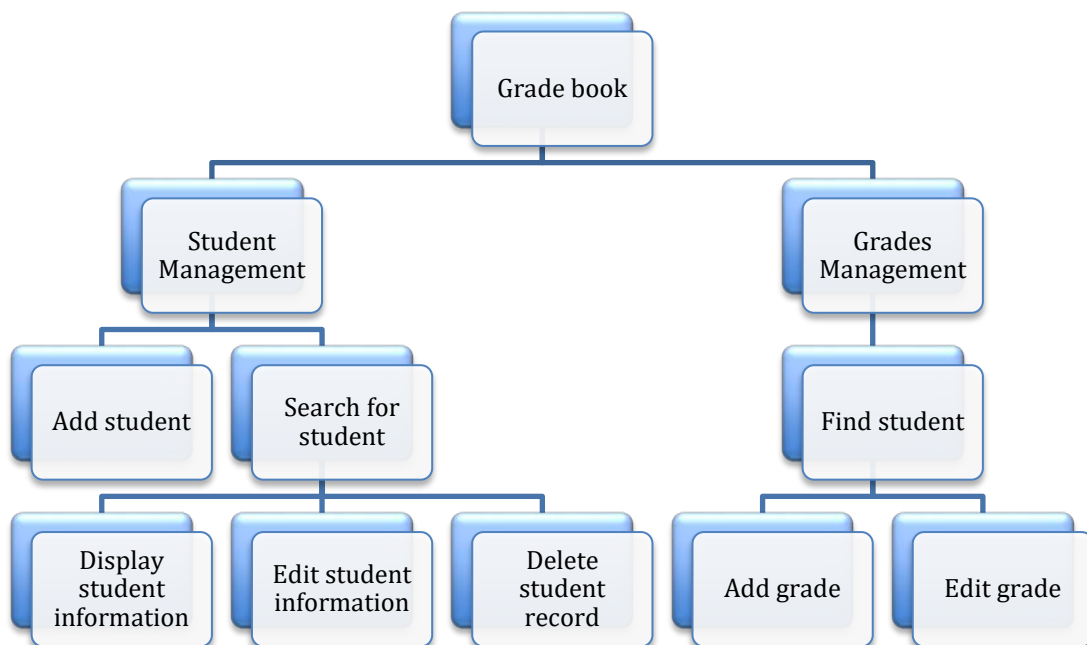 Grade book
Student
Management
Grades
Management
Add student
Search for
student
Find student
Display
student
information
Edit student
information
Delete
student
record
Add grade
Edit grade